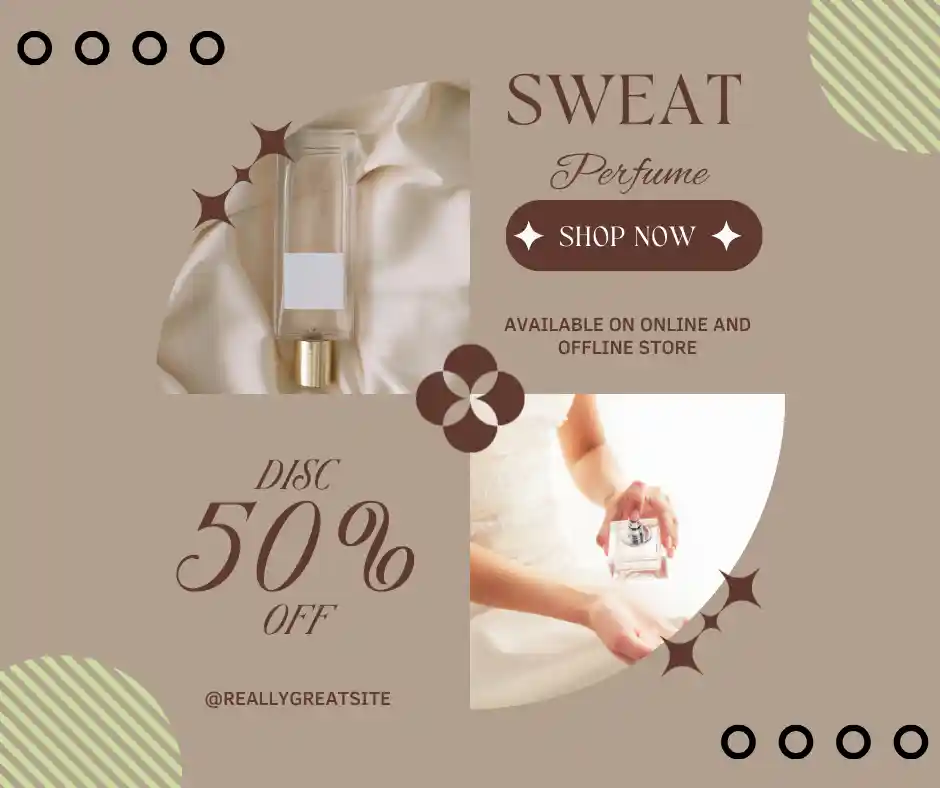 SWEAT
Perfume
SHOP NOW
AVAILABLE ON ONLINE AND
OFFLINE STORE
DISC
50%
OFF
@REALLYGREATSITE